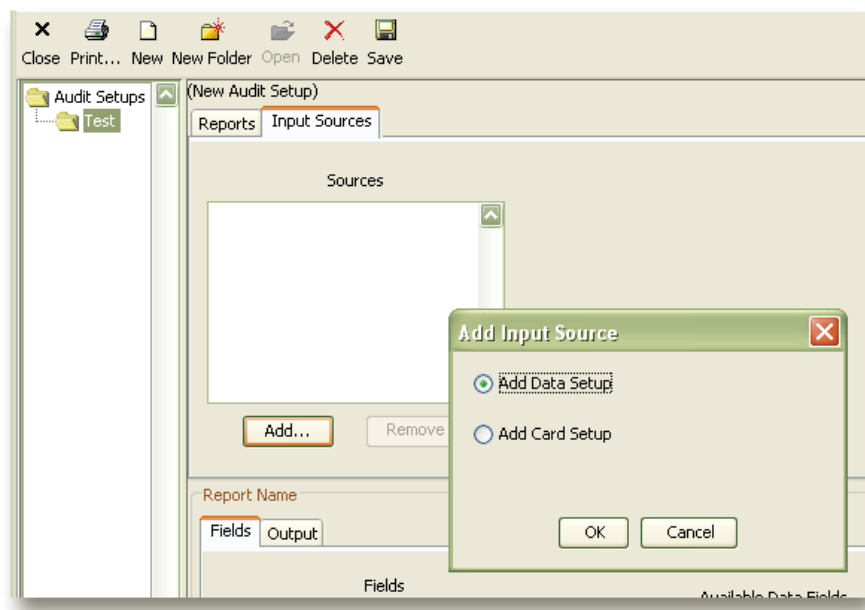 Close Print... New New Folder Open Delete Save
Audit Setups
Test
(New Audit Setup)
Reports Input Sources
Sources
Add... Remove
Add Input Source
Add Data Setup
Add Card Setup
OK Cancel
Report Name
Fields Output
Fields
Available Data Fields